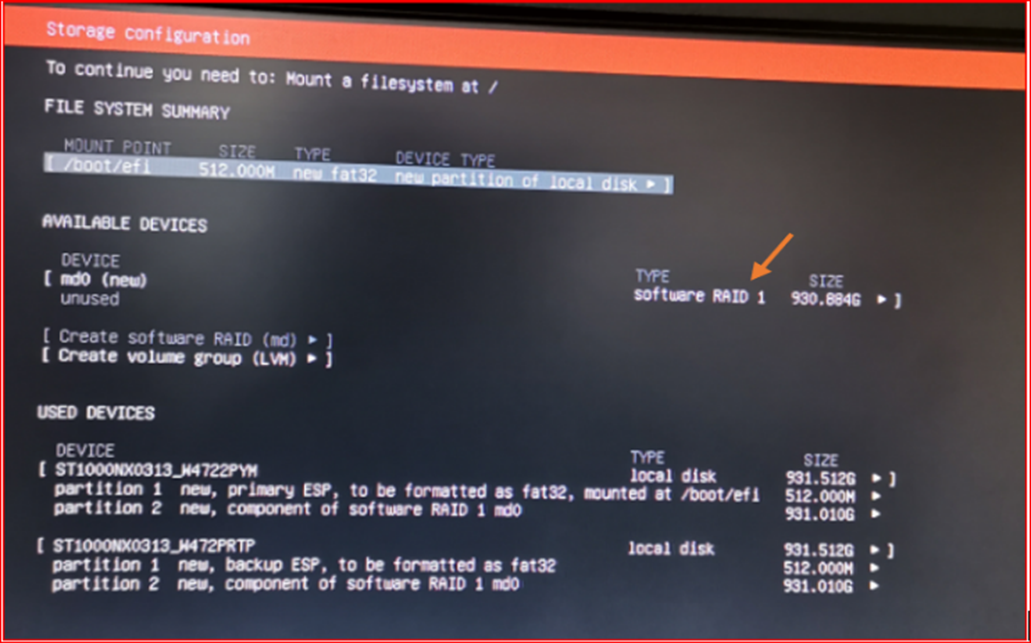 Storage configuration
To continue you need to: Mount a filesystem at /
FILE SYSTEM SUMMARY
MOUNT POINT SIZE TYPE DEVICE TYPE
[ /boot/efi 512.000M new fat32 new partition of local disk ▸ ]
AVAILABLE DEVICES
DEVICE TYPE SIZE
[ md0 (new) software RAID 1 930.884G ▸ ]
unused
[ Create software RAID (md) ▸ ]
[ Create volume group (LVM) ▸ ]
USED DEVICES
DEVICE TYPE SIZE
[ ST1000NX0313_W4722PYM local disk 931.512G ▸ ]
partition 1 new, primary ESP, to be formatted as fat32, mounted at /boot/efi 512.000M ▸
partition 2 new, component of software RAID 1 md0 931.010G ▸
[ ST1000NX0313_W472PRTP local disk 931.512G ▸ ]
partition 1 new, backup ESP, to be formatted as fat32 512.000M ▸
partition 2 new, component of software RAID 1 md0 931.010G ▸